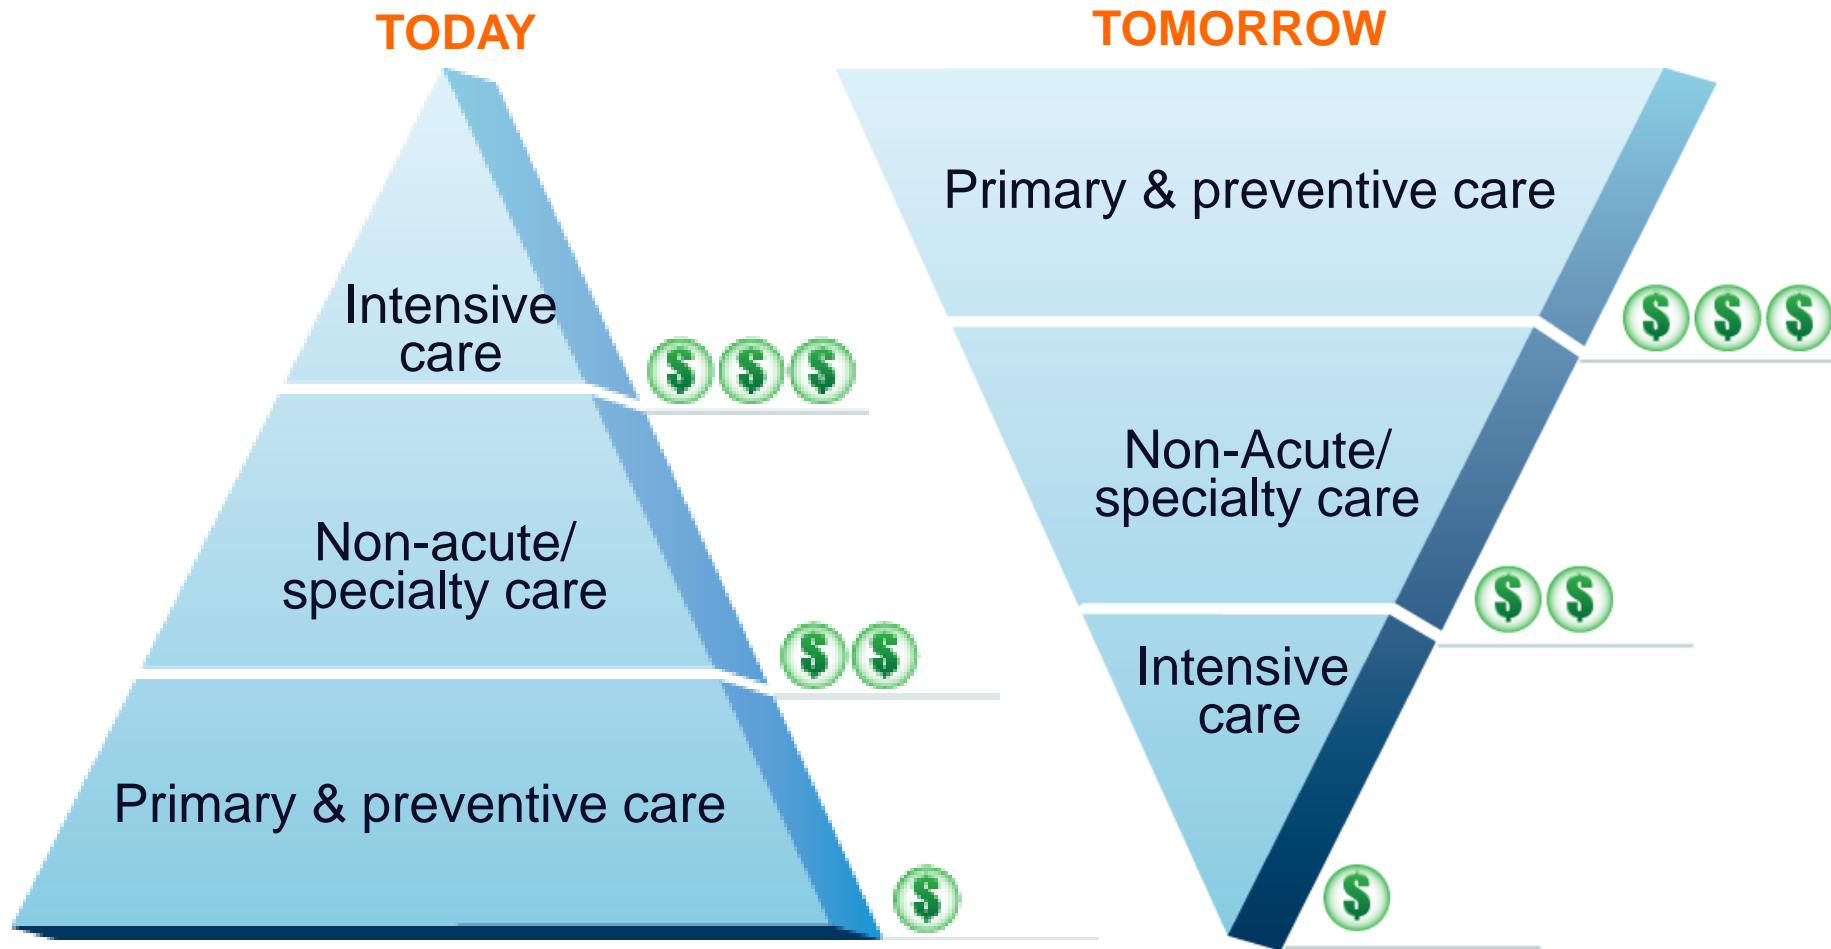 TODAY
Intensive
care
$ $ $
Non-acute/
specialty care
$ $
Primary & preventive care
$
TOMORROW
Primary & preventive care
$ $ $
Non-Acute/
specialty care
$ $
Intensive
care
$